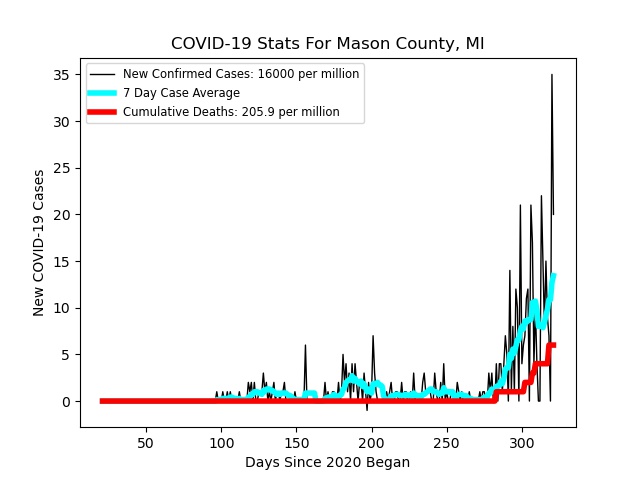 COVID-19 Stats For Mason County, MI
New Confirmed Cases: 16000 per million
7 Day Case Average
Cumulative Deaths: 205.9 per million
35
30
25
20
15
10
5
0
New COVID-19 Cases
50 100 150 200 250 300
Days Since 2020 Began